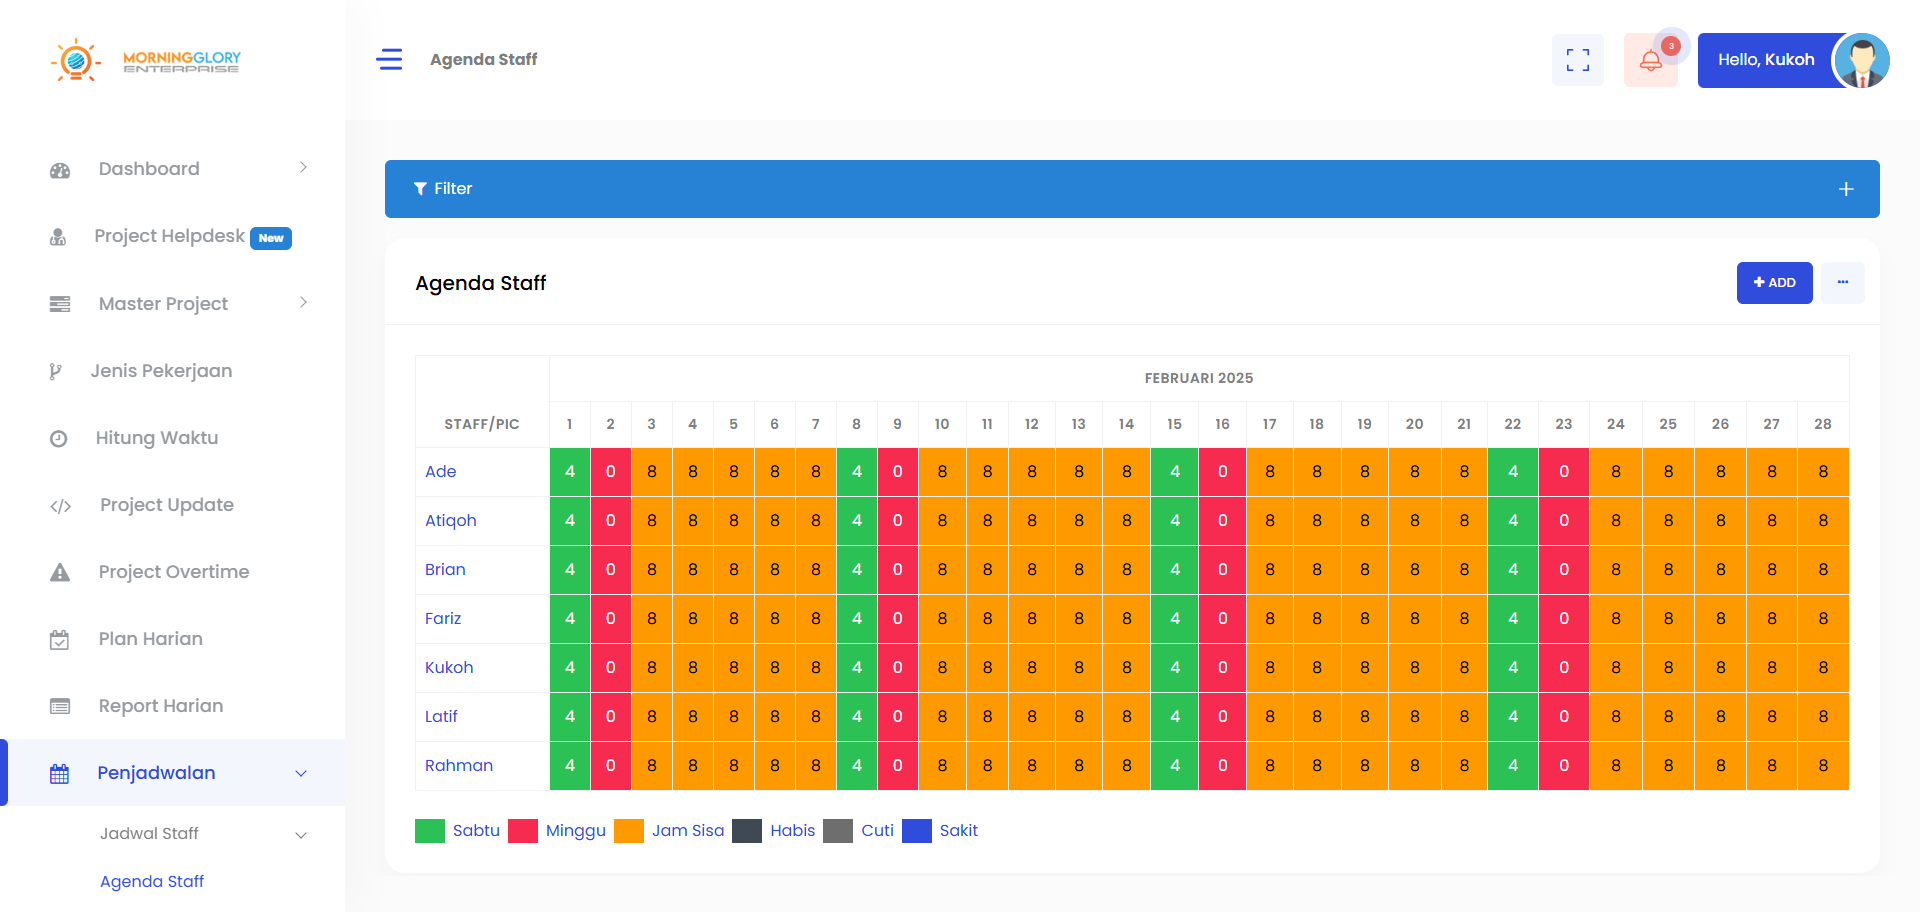 MORNINGGLORY
ENTERPRISE
Agenda Staff
3
Hello, Kukoh
Dashboard
Project Helpdesk New
Master Project
Jenis Pekerjaan
Hitung Waktu
Project Update
Project Overtime
Plan Harian
Report Harian
Penjadwalan
Jadwal Staff
Agenda Staff
Filter
Agenda Staff
+ ADD
...
FEBRUARI 2025
STAFF/PIC 1 2 3 4 5 6 7 8 9 10 11 12 13 14 15 16 17 18 19 20 21 22 23 24 25 26 27 28
Ade 4 0 8 8 8 8 8 4 0 8 8 8 8 8 4 0 8 8 8 8 8 4 0 8 8 8 8 8
Atiqoh 4 0 8 8 8 8 8 4 0 8 8 8 8 8 4 0 8 8 8 8 8 4 0 8 8 8 8 8
Brian 4 0 8 8 8 8 8 4 0 8 8 8 8 8 4 0 8 8 8 8 8 4 0 8 8 8 8 8
Fariz 4 0 8 8 8 8 8 4 0 8 8 8 8 8 4 0 8 8 8 8 8 4 0 8 8 8 8 8
Kukoh 4 0 8 8 8 8 8 4 0 8 8 8 8 8 4 0 8 8 8 8 8 4 0 8 8 8 8 8
Latif 4 0 8 8 8 8 8 4 0 8 8 8 8 8 4 0 8 8 8 8 8 4 0 8 8 8 8 8
Rahman 4 0 8 8 8 8 8 4 0 8 8 8 8 8 4 0 8 8 8 8 8 4 0 8 8 8 8 8
Sabtu Minggu Jam Sisa Habis Cuti Sakit